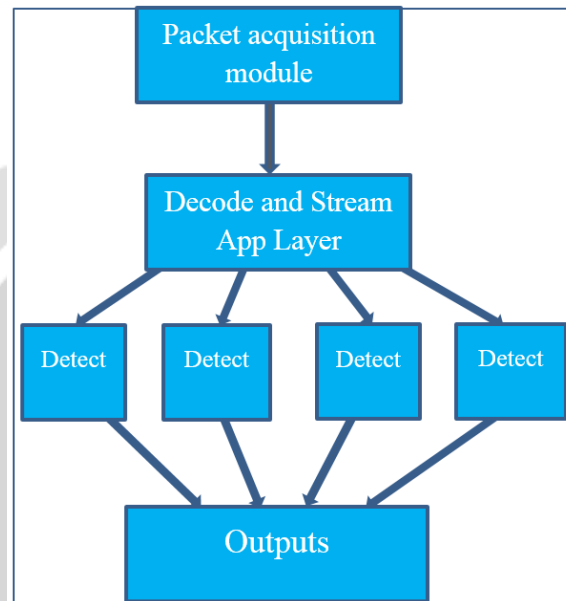 Packet acquisition
module
Decode and Stream
App Layer
Detect
Detect
Detect
Detect
Outputs